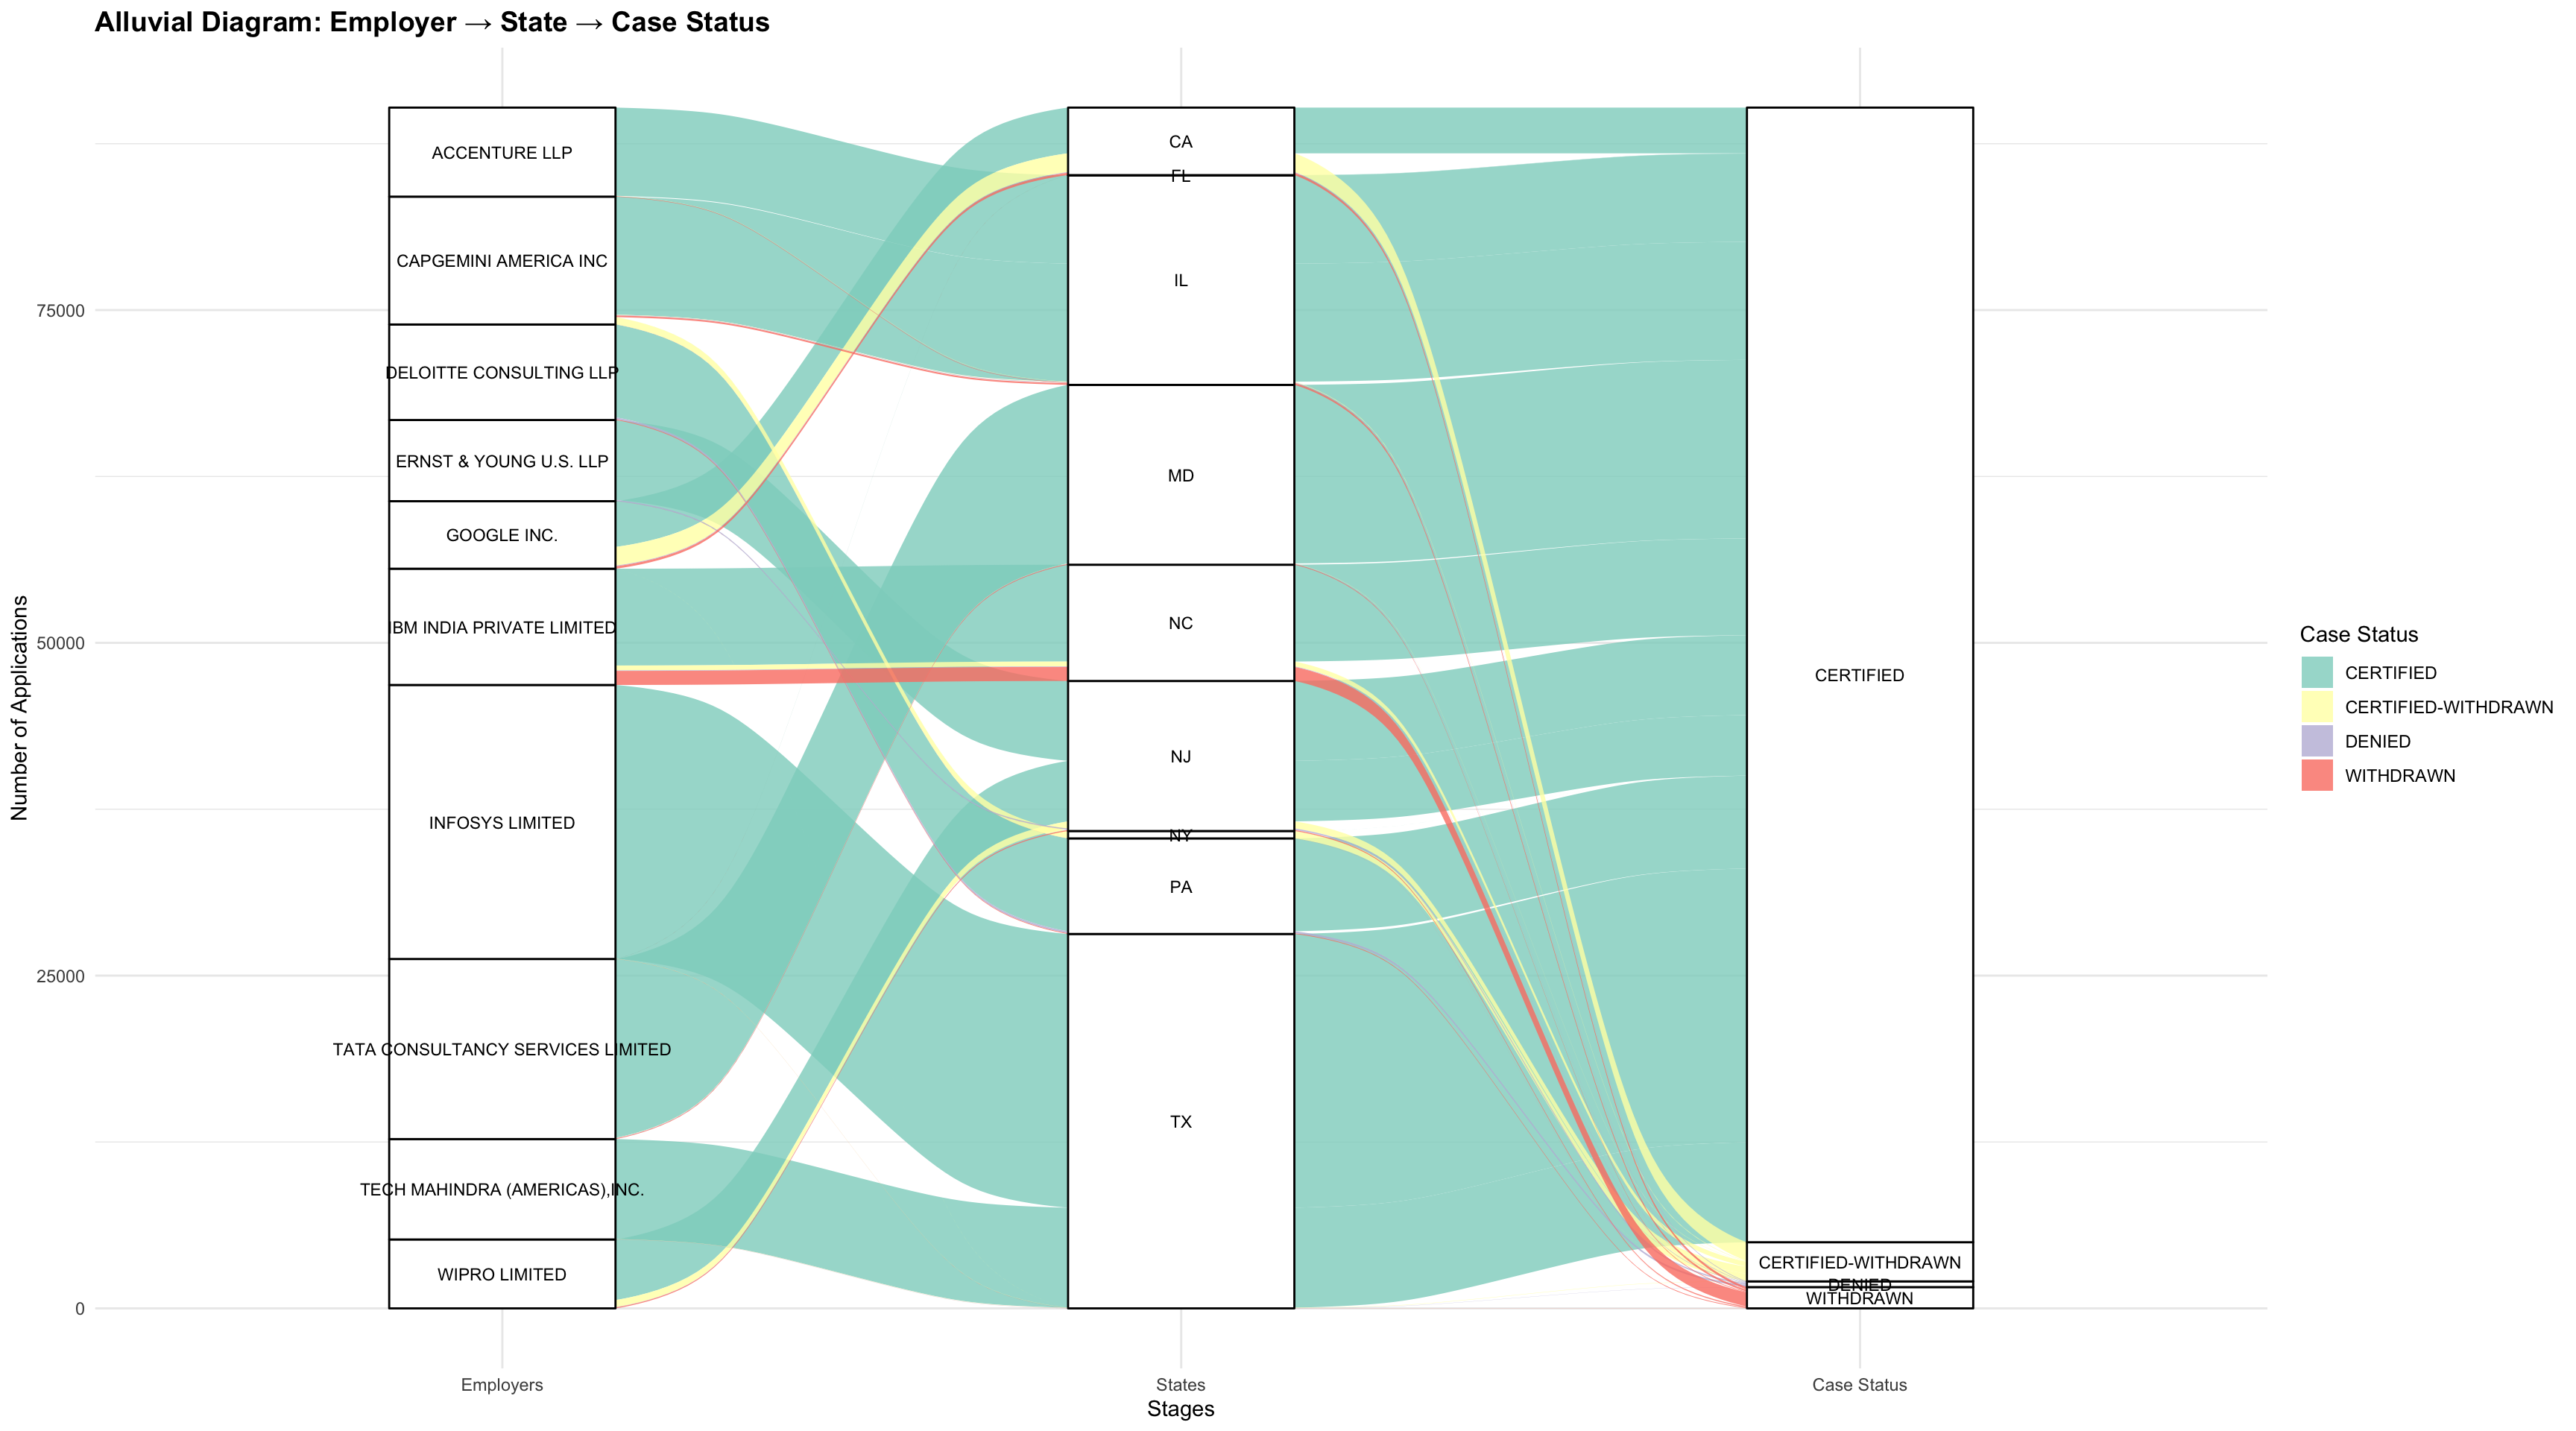 Alluvial Diagram: Employer → State → Case Status
Number of Applications
75000
50000
25000
0
ACCENTURE LLP
CAPGEMINI AMERICA INC
DELOITTE CONSULTING LLP
ERNST & YOUNG U.S. LLP
GOOGLE INC.
IBM INDIA PRIVATE LIMITED
INFOSYS LIMITED
TATA CONSULTANCY SERVICES LIMITED
TECH MAHINDRA (AMERICAS),INC.
WIPRO LIMITED
CA
FL
IL
MD
NC
NJ
NY
PA
TX
CERTIFIED
CERTIFIED-WITHDRAWN
DENIED
WITHDRAWN
Employers
States
Case Status
Stages
Case Status
CERTIFIED
CERTIFIED-WITHDRAWN
DENIED
WITHDRAWN